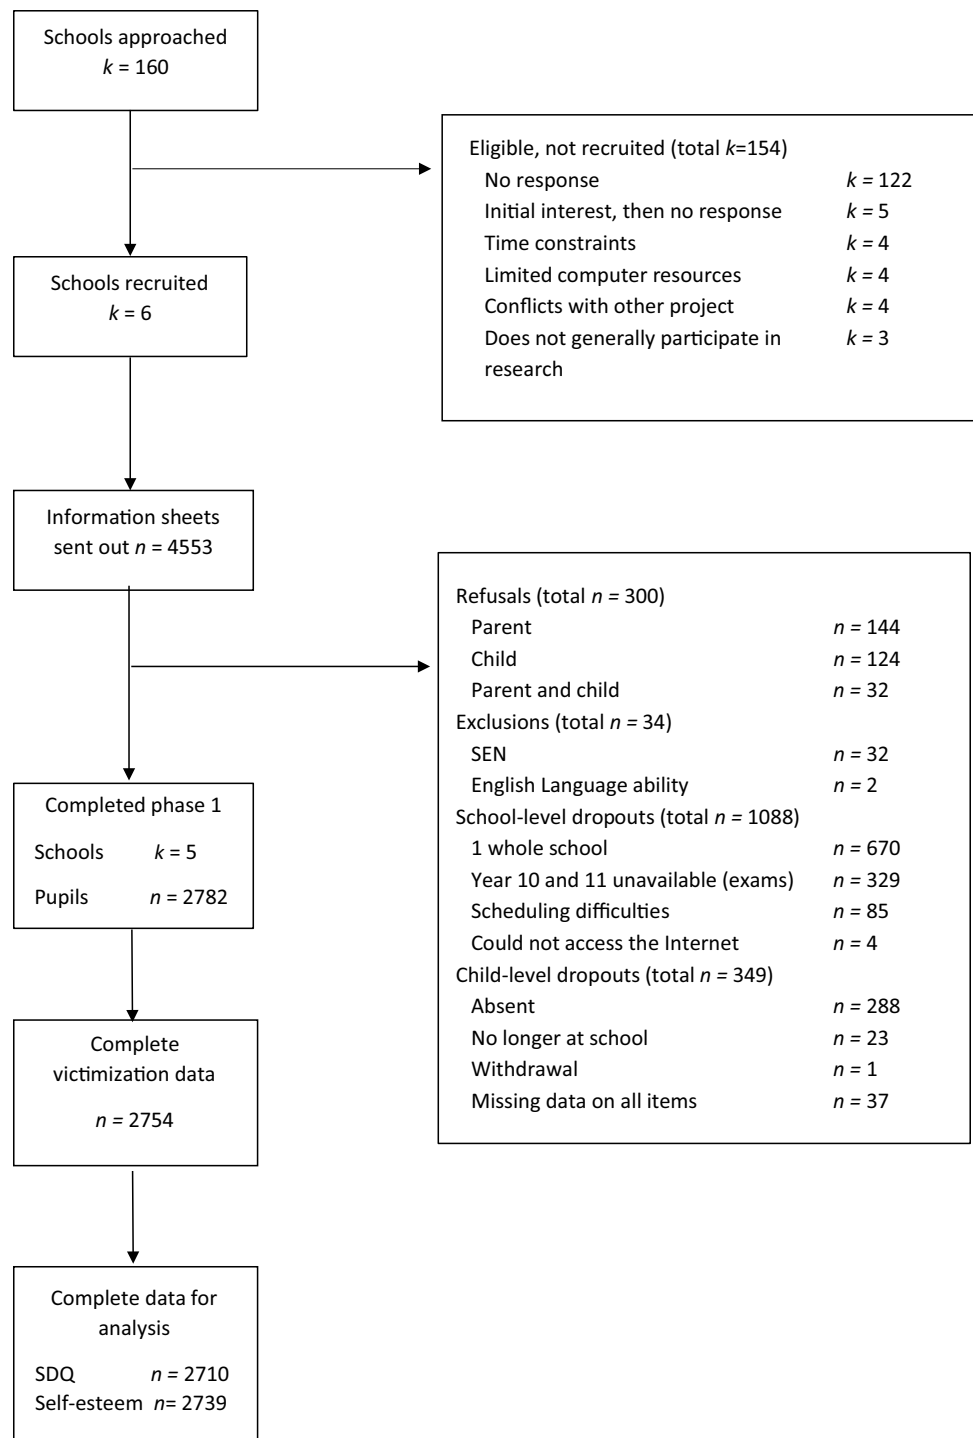 Schools approached
k = 160
Eligible, not recruited (total k=154)
No response k = 122
Initial interest, then no response k = 5
Time constraints k = 4
Limited computer resources k = 4
Conflicts with other project k = 4
Does not generally participate in k = 3
research
Schools recruited
k = 6
Information sheets
sent out n = 4553
Refusals (total n = 300)
Parent n = 144
Child n = 124
Parent and child n = 32
Exclusions (total n = 34)
SEN n = 32
English Language ability n = 2
School-level dropouts (total n = 1088)
1 whole school n = 670
Year 10 and 11 unavailable (exams) n = 329
Scheduling difficulties n = 85
Could not access the Internet n = 4
Child-level dropouts (total n = 349)
Absent n = 288
No longer at school n = 23
Withdrawal n = 1
Missing data on all items n = 37
Completed phase 1
Schools k = 5
Pupils n = 2782
Complete
victimization data
n = 2754
Complete data for
analysis
SDQ n = 2710
Self-esteem n= 2739